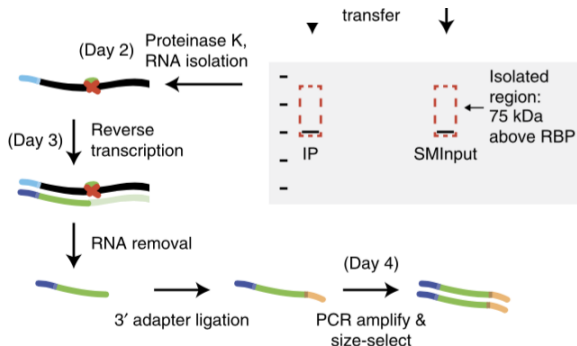 transfer
(Day 2)
Proteinase K,
RNA isolation
Isolated
region:
75 kDa
above RBP
IP
SMInput
(Day 3)
Reverse
transcription
RNA removal
3′ adapter ligation
(Day 4)
PCR amplify &
size-select